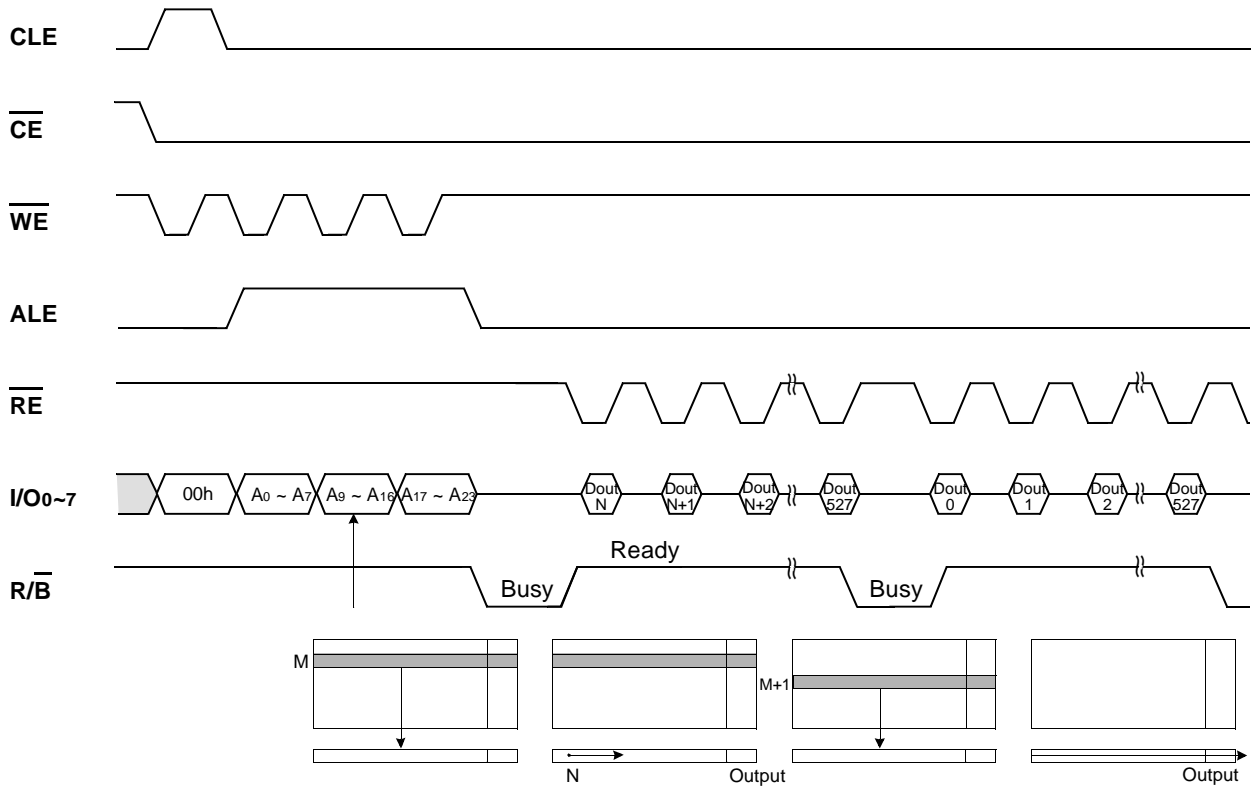 CLE
CE
WE
ALE
RE
I/O0~7 00h A0 ~ A7 A9 ~ A16 A17 ~ A23 Dout N Dout N+1 Dout N+2 Dout 527 Dout 0 Dout 1 Dout 2 Dout 527
Ready
R/B Busy Busy
M M+1
N Output Output